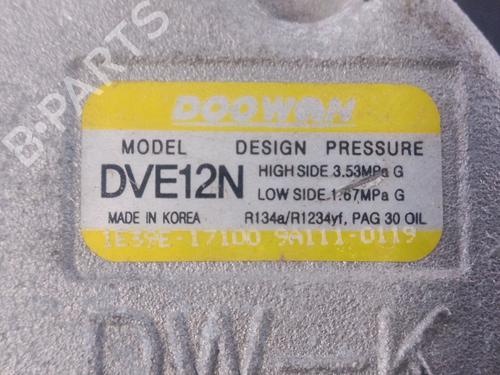 DOOWON
MODEL DESIGN PRESSURE
DVE12N HIGH SIDE 3.53MPa G
LOW SIDE 1.67MPa G
MADE IN KOREA R134a/R1234yf, PAG 30 OIL
1E39E-17100 9A111-0119
DW-K
B-PARTS